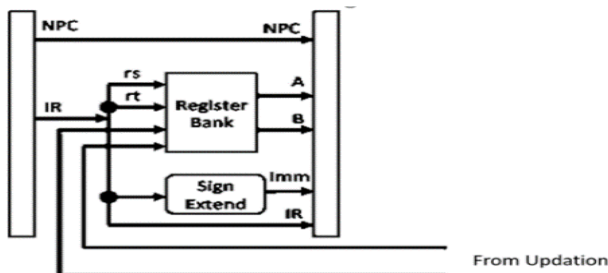 NPC
NPC
rs
A
rt
Register
Bank
IR
B
Imm
Sign
Extend
IR
From Updation